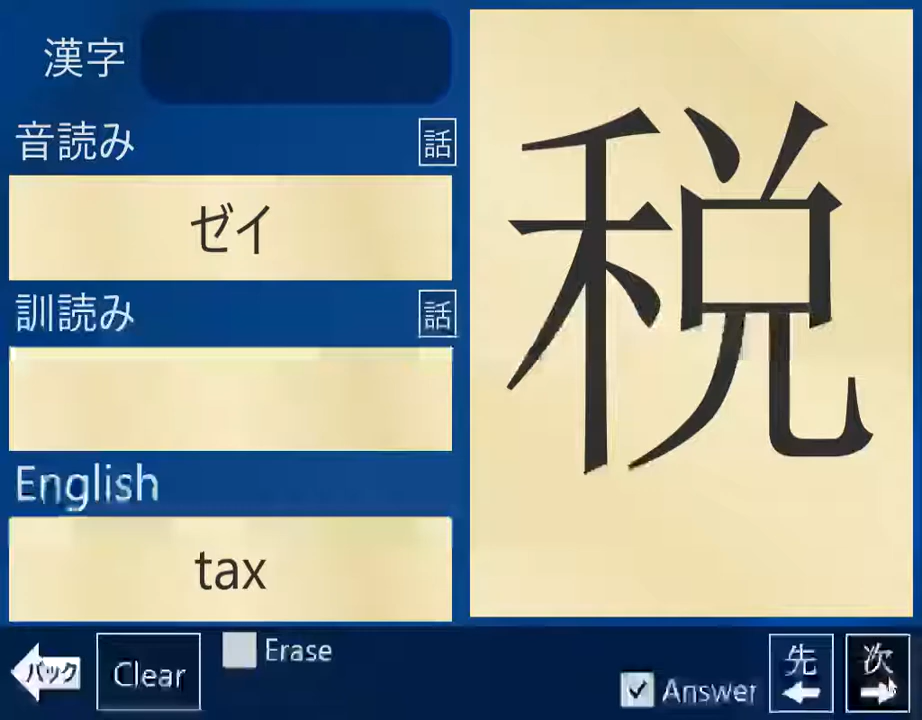 漢字
音読み 話
ゼイ
訓読み 話
English
tax
税
バック
Clear
Erase
Answer
先
次